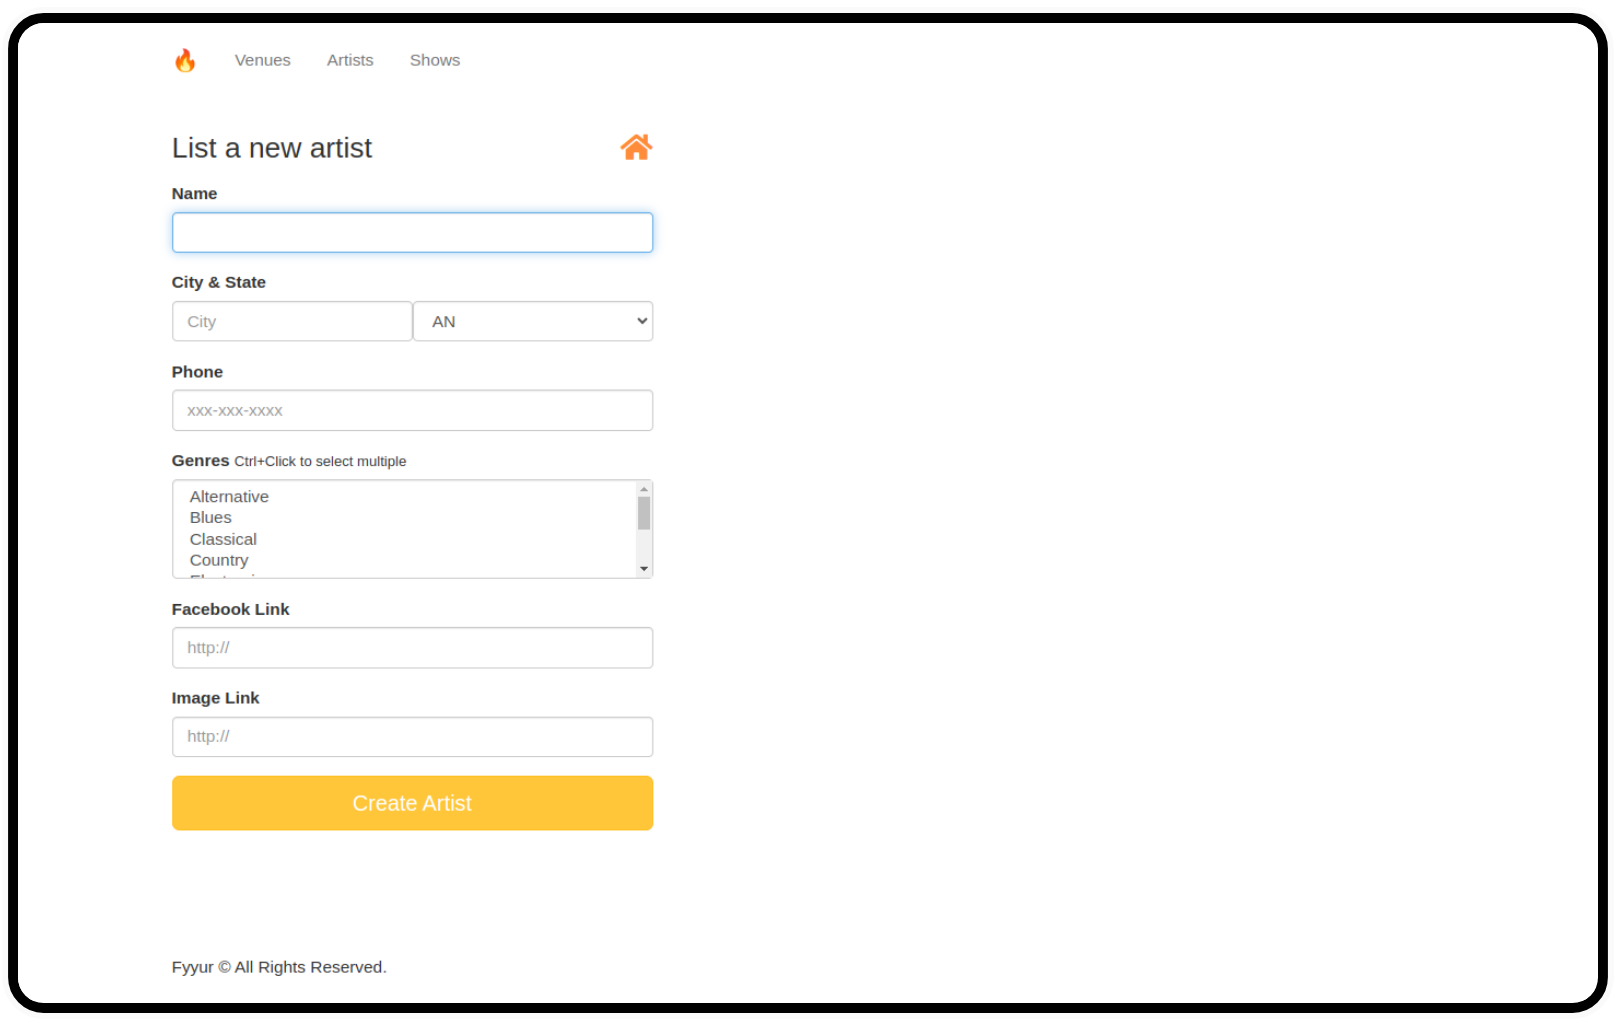 Venues Artists Shows
List a new artist
Name
City & State
City AN
Phone
xxx-xxx-xxxx
Genres Ctrl+Click to select multiple
Alternative
Blues
Classical
Country
Facebook Link
http://
Image Link
http://
Create Artist
Fyyur © All Rights Reserved.